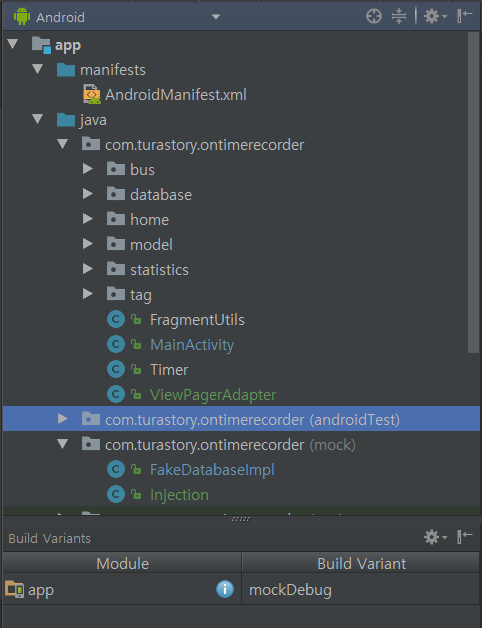 Android
app
manifests
AndroidManifest.xml
java
com.turastory.ontimerecorder
bus
database
home
model
statistics
tag
FragmentUtils
MainActivity
Timer
ViewPagerAdapter
com.turastory.ontimerecorder (androidTest)
com.turastory.ontimerecorder (mock)
FakeDatabaseImpl
Injection
Build Variants
Module Build Variant
app mockDebug